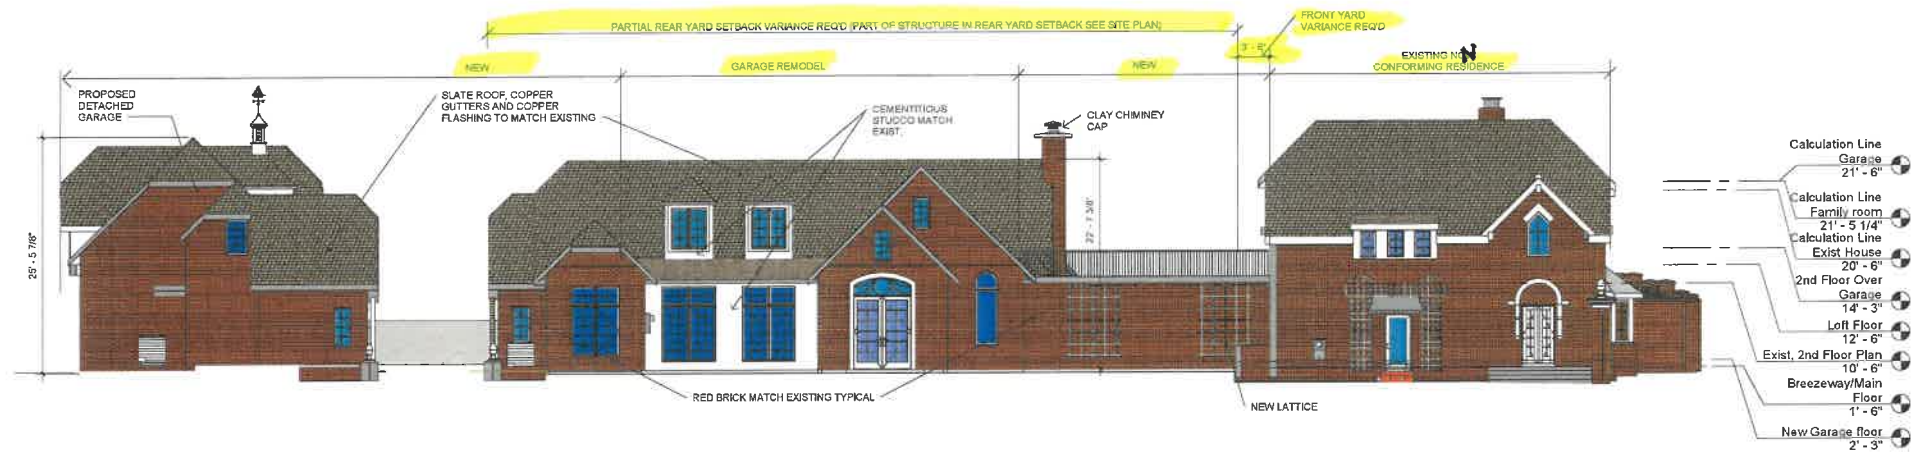 PARTIAL REAR YARD SETBACK VARIANCE REQ'D (PART OF STRUCTURE IN REAR YARD SETBACK SEE SITE PLAN)
FRONT YARD
VARIANCE REQ'D
3' - 6"
NEW
GARAGE REMODEL
NEW
EXISTING NON
CONFORMING RESIDENCE
PROPOSED
DETACHED
GARAGE
SLATE ROOF, COPPER
GUTTERS AND COPPER
FLASHING TO MATCH EXISTING
CEMENTITIOUS
STUCCO MATCH
EXIST.
CLAY CHIMINEY
CAP
25' - 5 7/8"
22' - 1 3/8"
RED BRICK MATCH EXISTING TYPICAL
NEW LATTICE
Calculation Line
Garage
21' - 6"
Calculation Line
Family room
21' - 5 1/4"
Calculation Line
Exist House
20' - 6"
2nd Floor Over
Garage
14' - 3"
Loft Floor
12' - 6"
Exist, 2nd Floor Plan
10' - 6"
Breezeway/Main
Floor
1' - 6"
New Garage floor
2' - 3"